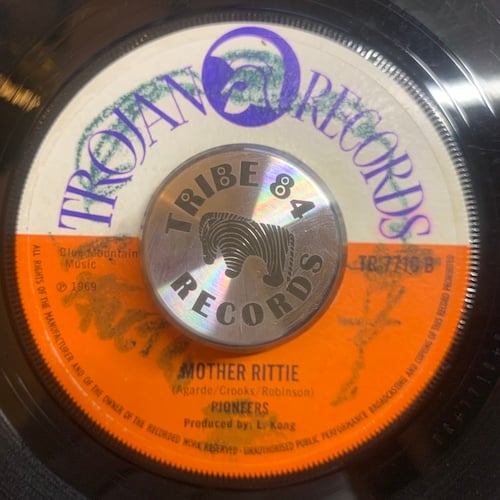 TROJAN RECORDS
TRIBE 84
RECORDS
Blue Mountain
Music
TR.7710 B
℗ 1969
MOTHER RITTIE
(Agarde/Crooks/Robinson)
PIONEERS
Produced by: L. Kong
ALL RIGHTS OF THE MANUFACTURER AND OF THE OWNER OF THE RECORDED WORK RESERVED · UNAUTHORISED PUBLIC PERFORMANCE BROADCASTING AND COPYING OF THIS RECORD PROHIBITED